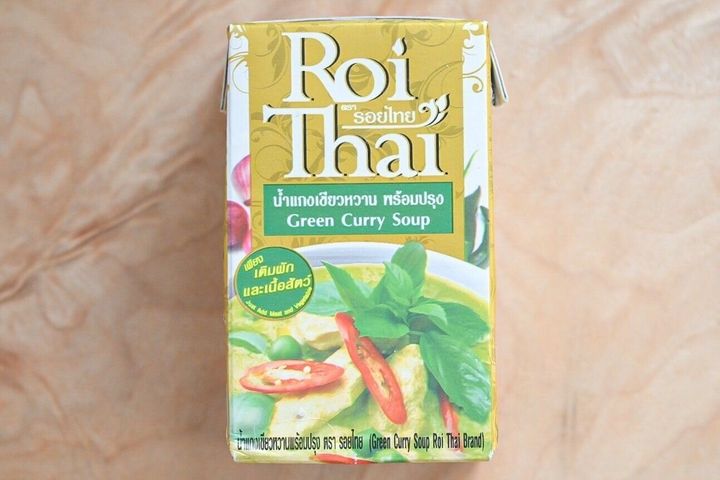 Roi
ตรา รอยไทย
Thai
น้ำแกงเขียวหวาน พร้อมปรุง
Green Curry Soup
เพียง
เติมผัก
และเนื้อสัตว์
Just Add Meat and Vegetable
น้ำแกงเขียวหวานพร้อมปรุง ตรา รอยไทย (Green Curry Soup Roi Thai Brand)